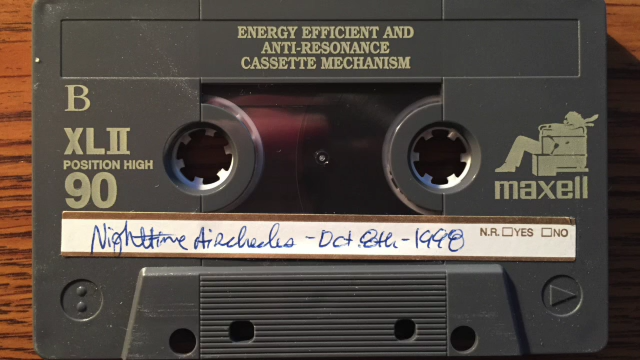 ENERGY EFFICIENT AND
ANTI-RESONANCE
CASSETTE MECHANISM
B
XLII
POSITION HIGH
90
maxell
Nighttime Airchecks - Oct. 8th - 1998
N.R. YES NO